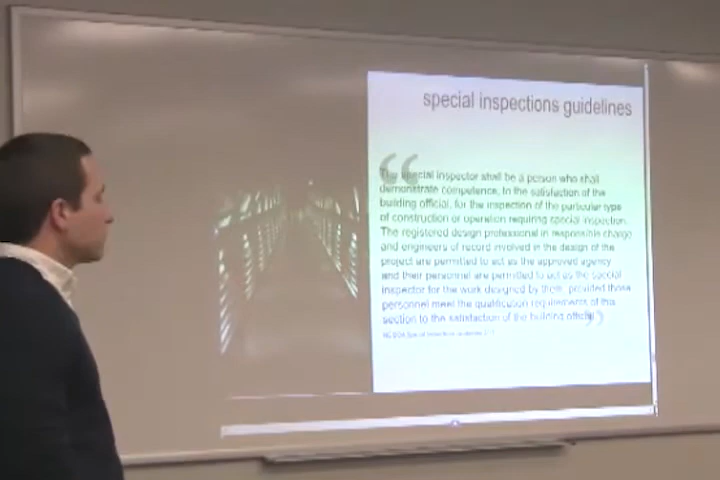 special inspections guidelines
“
The special inspector shall be a person who shall
demonstrate competence, to the satisfaction of the
building official, for the inspection of the particular type
of construction or operation requiring special inspection.
The registered design professional in responsible charge
and engineers of record involved in the design of the
project are permitted to act as the approved agency
and their personnel are permitted to act as the special
inspector for the work designed by them, provided those
personnel meet the qualification requirements of this
section to the satisfaction of the building official.”